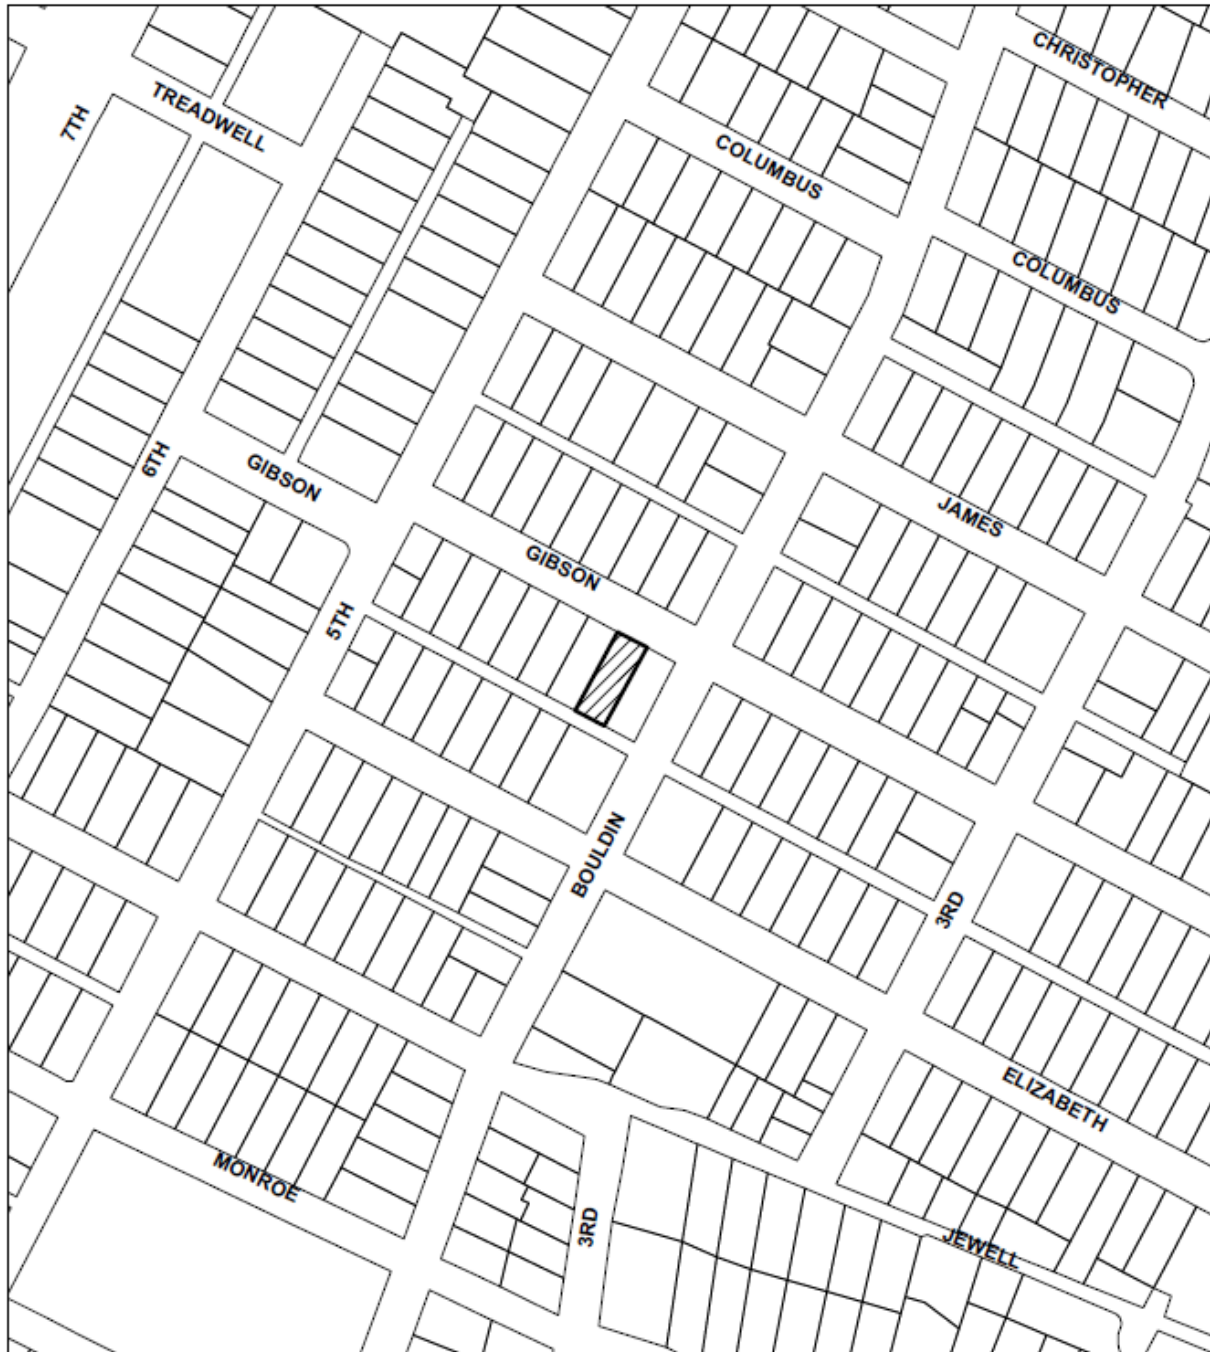 CHRISTOPHER
7TH
TREADWELL
COLUMBUS
COLUMBUS
6TH
GIBSON
JAMES
GIBSON
5TH
BOULDIN
3RD
ELIZABETH
MONROE
3RD
JEWELL